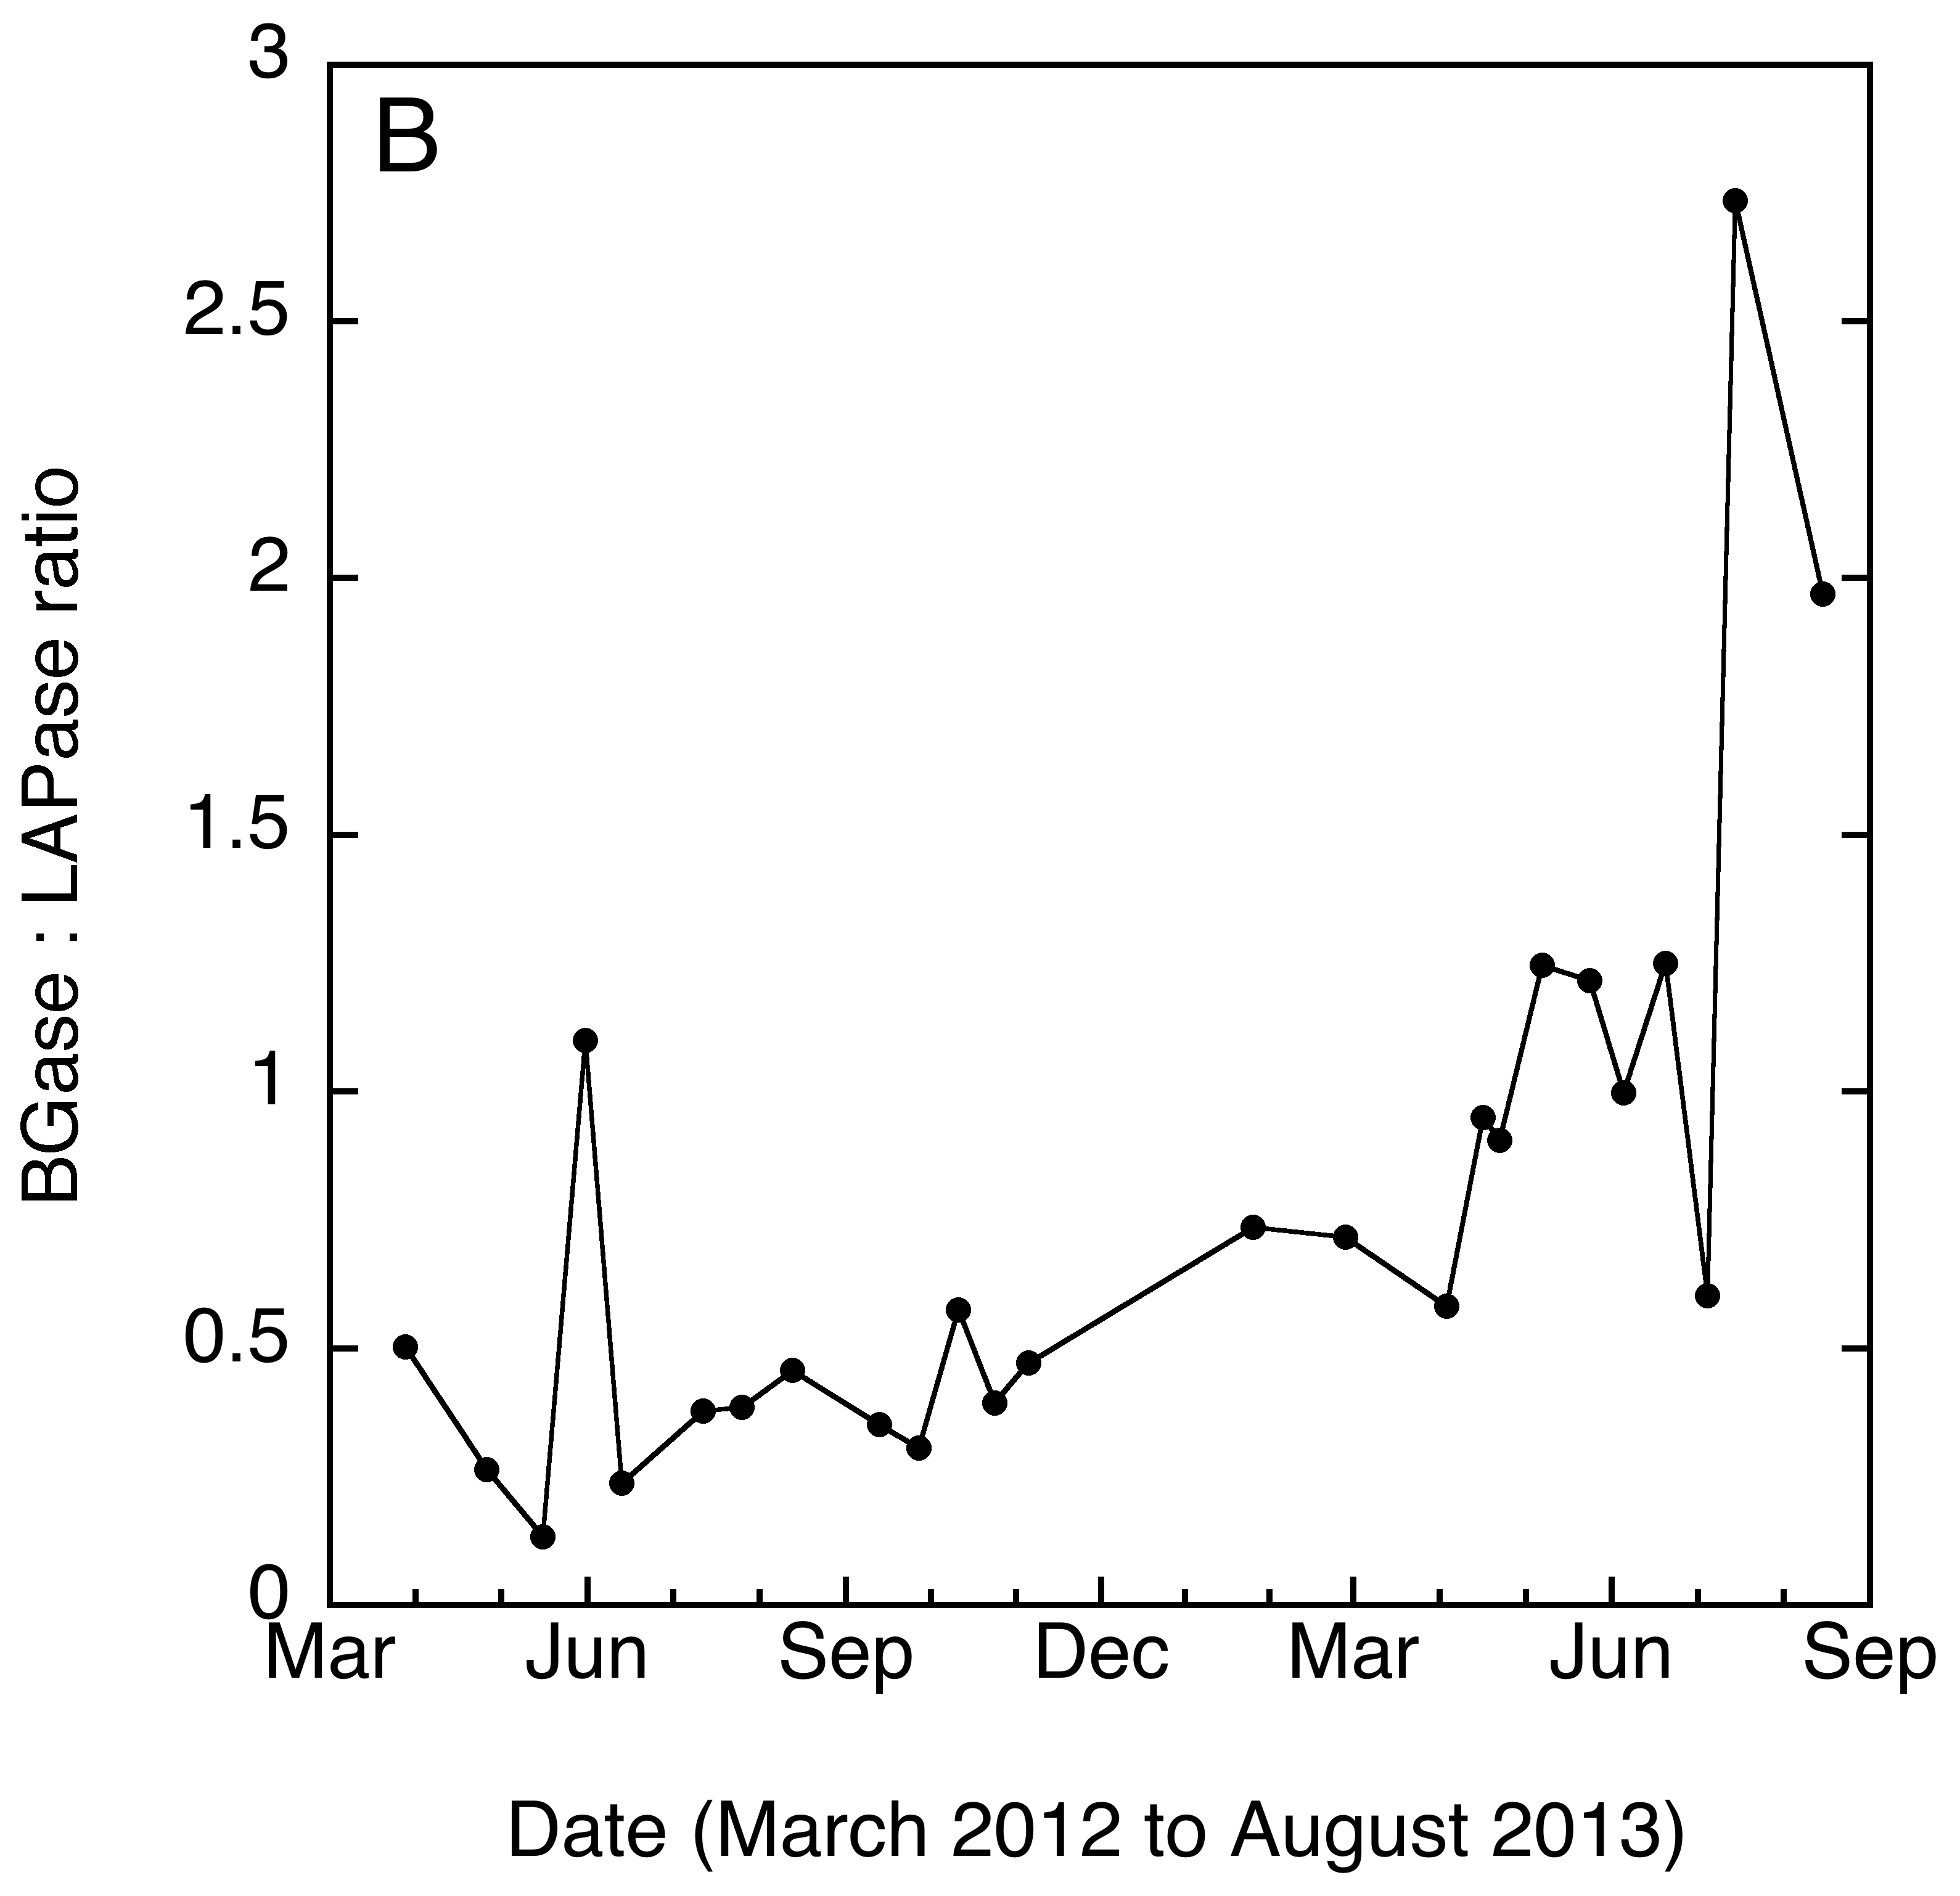 B
3
2.5
2
1.5
1
0.5
0
BGase : LAPase ratio
Mar Jun Sep Dec Mar Jun Sep
Date (March 2012 to August 2013)